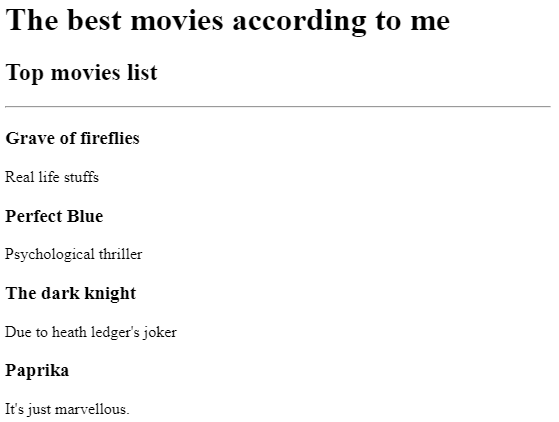 The best movies according to me
Top movies list
Grave of fireflies
Real life stuffs
Perfect Blue
Psychological thriller
The dark knight
Due to heath ledger's joker
Paprika
It's just marvellous.